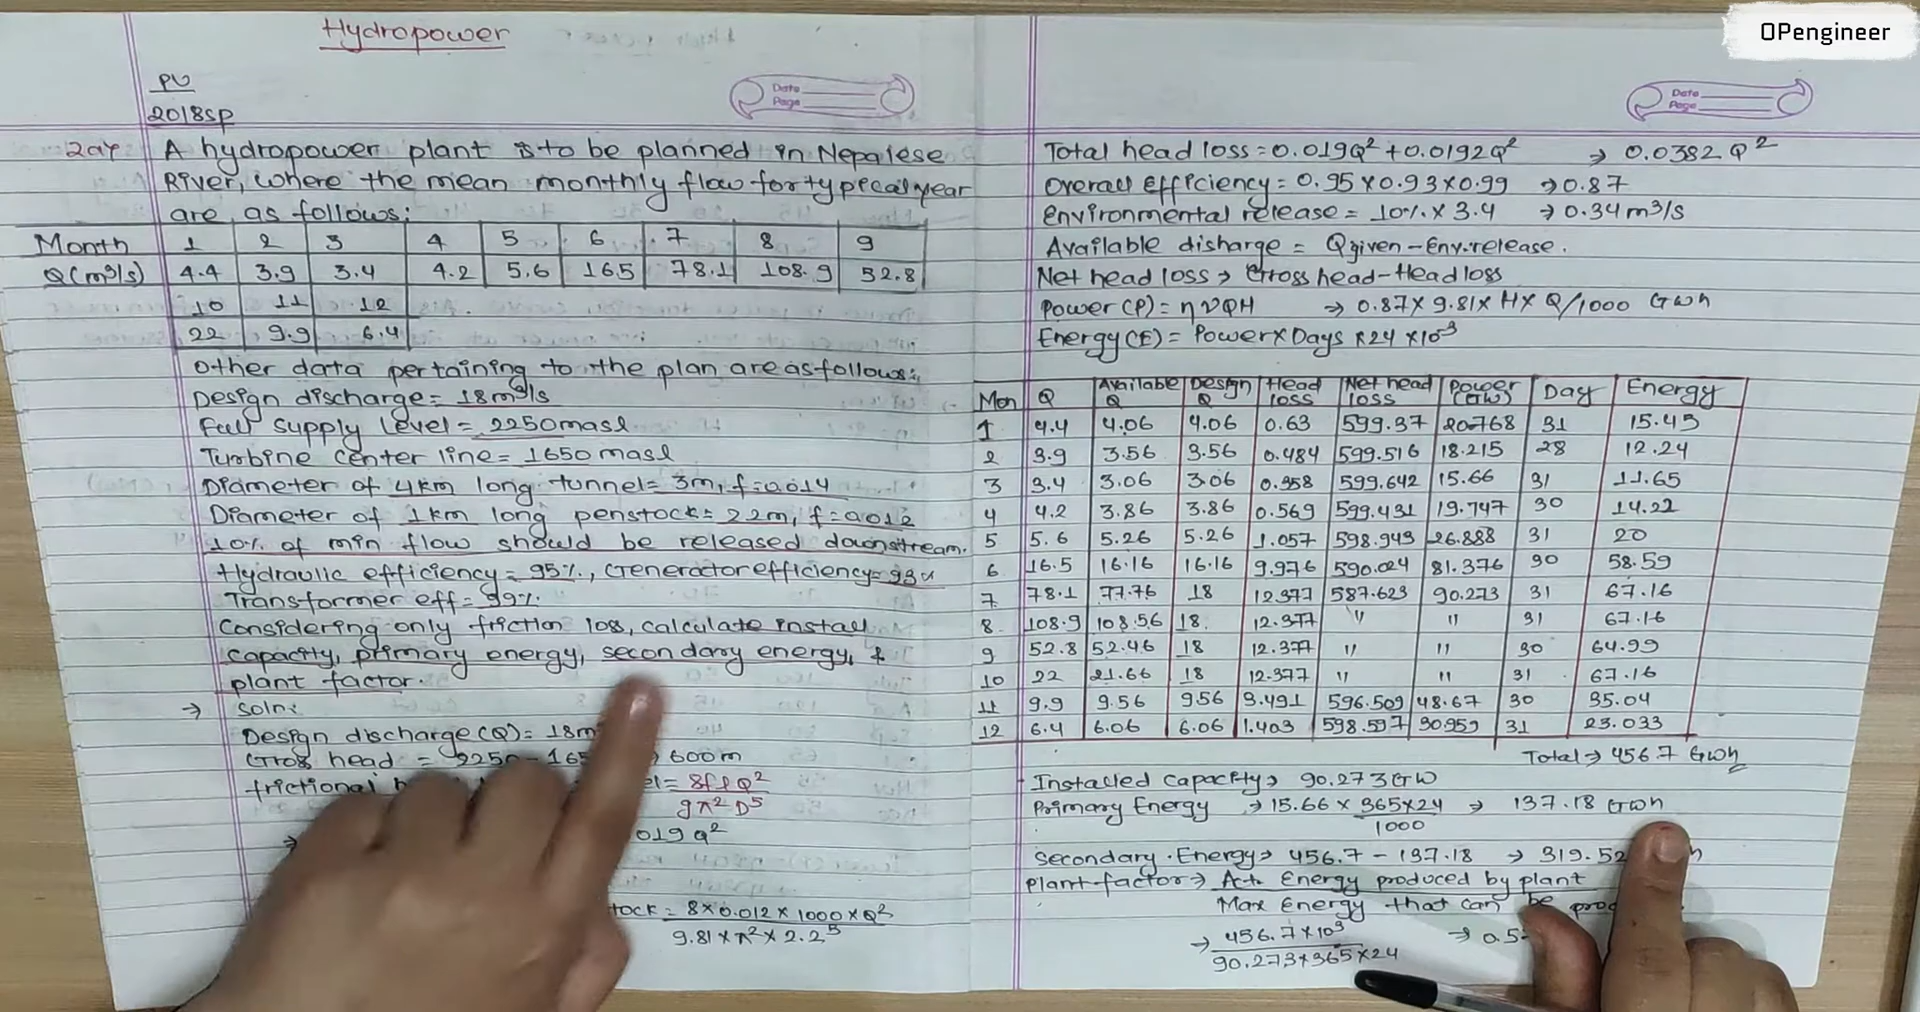 OPengineer
Hydropower
PU
2018sp
Date
Page
2a> A hydropower plant is to be planned in Nepalese
River, where the mean monthly flow for typical year
are as follows:
Month 1 2 3 4 5 6 7 8 9
Q(m³/s) 4.4 3.9 3.4 4.2 5.6 16.5 78.1 108.9 52.8
10 11 12
22 9.9 6.4
Other data pertaining to the plan are as follows:
Design discharge = 18m³/s
Full supply level = 2250masl
Turbine center line = 1650masl
Diameter of 4km long tunnel = 3m, f=0.014
Diameter of 1km long penstock = 2.2m, f=0.012
10% of min flow should be released downstream.
Hydraulic efficiency = 95%, Generator efficiency = 93%
Transformer eff = 99%.
Considering only friction loss, calculate install
capacity, primary energy, secondary energy, &
plant factor.
→ Soln:
Design discharge (Q) = 18m
Gross head = 2250 - 165 600m
frictional h el = 8flQ²
gπ²D⁵
→ 019Q²
tock = 8×0.012×1000×Q²
9.81×π²×2.2⁵
Date
Page
Total head loss = 0.019Q² + 0.0192Q² → 0.0382Q²
Overall efficiency = 0.95×0.93×0.99 → 0.87
environmental release = 10%×3.4 → 0.34m³/s
Available disharge = Qgiven - Env.release.
Net head loss → Gross head - Head loss
Power (P) = ηγQH → 0.87×9.81×H×Q/1000 Gwh
Energy (E) = Power×Days×24×10⁻³
Mon Q Available Q Design Q Head loss Net head loss Power (GW) Day Energy
1 4.4 4.06 4.06 0.63 599.37 20.768 31 15.45
2 3.9 3.56 3.56 0.484 599.516 18.215 28 12.24
3 3.4 3.06 3.06 0.358 599.642 15.66 31 11.65
4 4.2 3.86 3.86 0.569 599.431 19.747 30 14.22
5 5.6 5.26 5.26 1.057 598.943 26.888 31 20
6 16.5 16.16 16.16 9.976 590.024 81.376 30 58.59
7 78.1 77.76 18 12.377 587.623 90.273 31 67.16
8 108.9 108.56 18. 12.377 " " 31 67.16
9 52.8 52.46 18 12.377 " " 30 64.99
10 22 21.66 18 12.377 " " 31 67.16
11 9.9 9.56 9.56 3.491 596.509 48.67 30 35.04
12 6.4 6.06 6.06 1.403 598.597 30.959 31 23.033
Total → 456.7 Gwh
Installed capacity → 90.273 GW
Primary Energy → 15.66 × 365×24 → 137.18 Gwh
1000
Secondary Energy → 456.7 - 137.18 → 319.52 h
Plant factor → Act. Energy produced by plant
Max Energy that can be
→ 456.7×10³ → 0.5
90.273×365×24